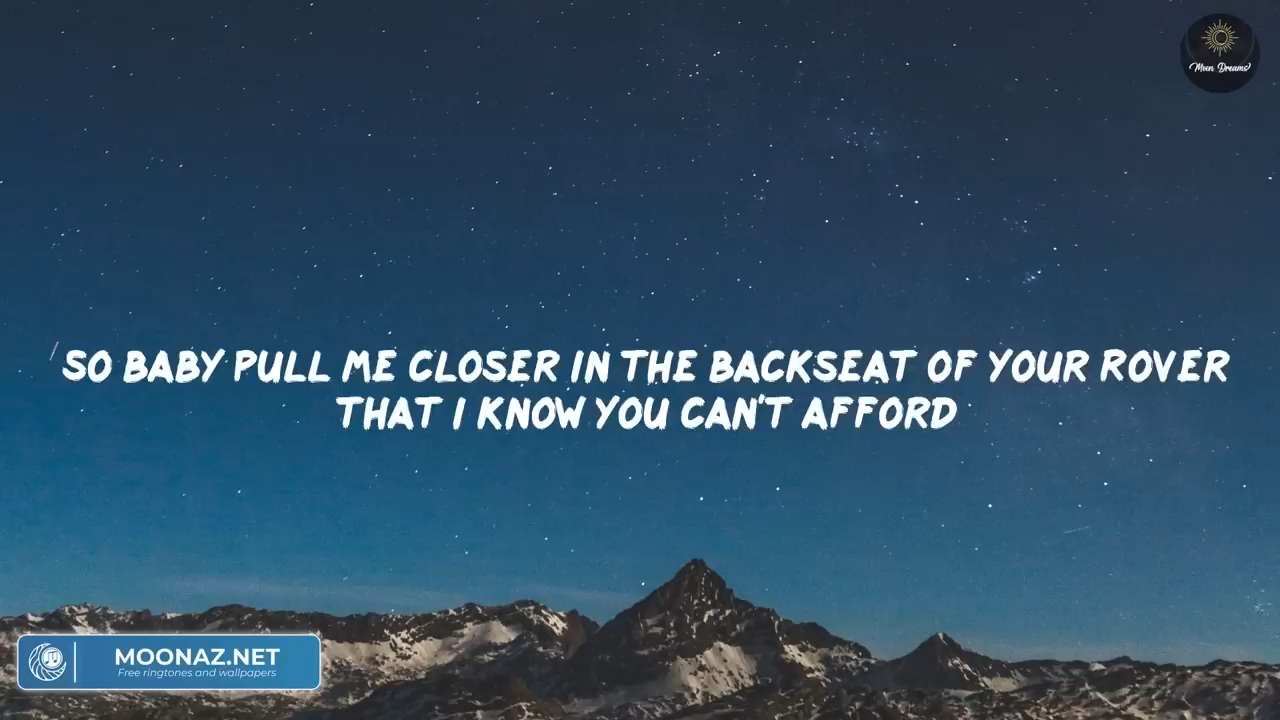 Moon Dreams
SO BABY PULL ME CLOSER IN THE BACKSEAT OF YOUR ROVER
THAT I KNOW YOU CAN'T AFFORD
MOONAZ.NET
Free ringtones and wallpapers